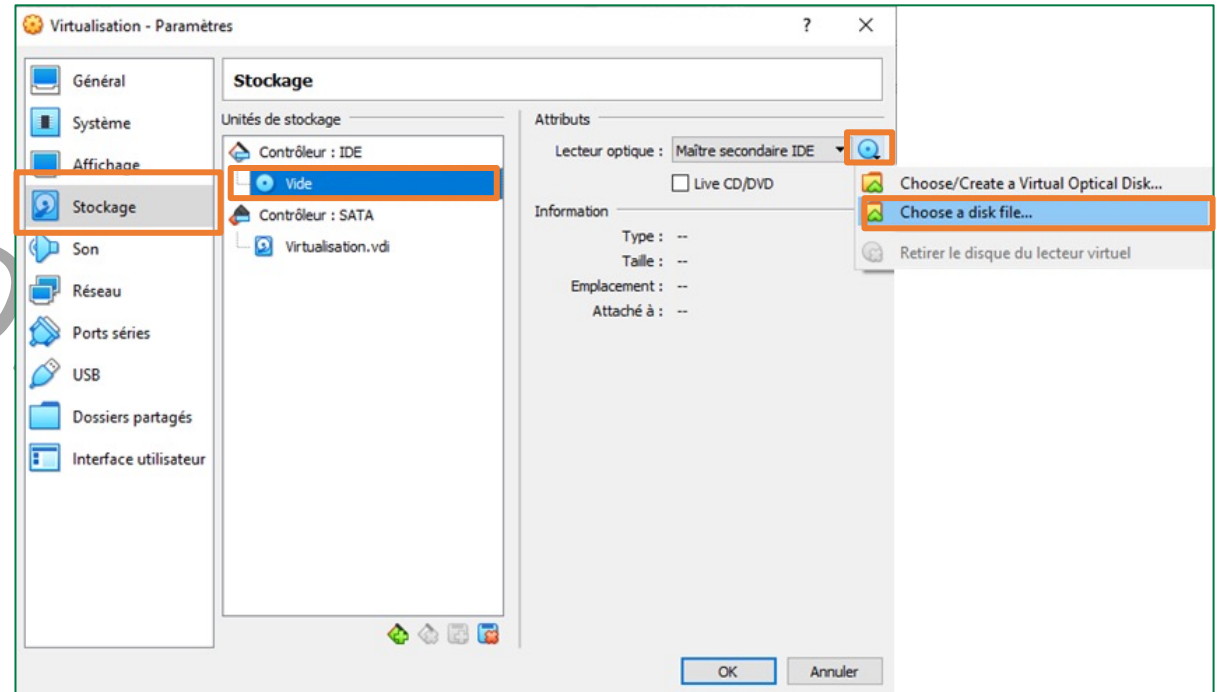 Virtualisation - Paramètres
?
Général
Système
Affichage
Stockage
Son
Réseau
Ports séries
USB
Dossiers partagés
Interface utilisateur
Stockage
Unités de stockage
Contrôleur : IDE
Vide
Contrôleur : SATA
Virtualisation.vdi
Attributs
Lecteur optique : Maître secondaire IDE
Live CD/DVD
Information
Type : --
Taille : --
Emplacement : --
Attaché à : --
Choose/Create a Virtual Optical Disk...
Choose a disk file...
Retirer le disque du lecteur virtuel
OK Annuler